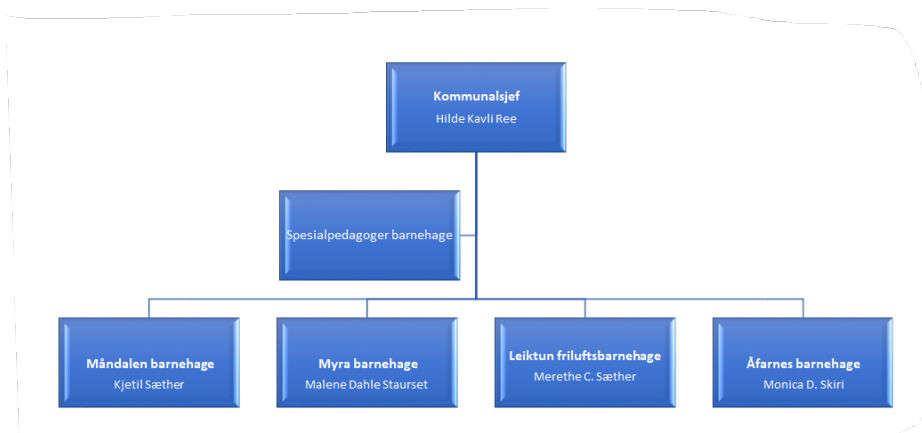 Kommunalsjef
Hilde Kavli Ree
Spesialpedagoger barnehage
Måndalen barnehage
Kjetil Sæther
Myra barnehage
Malene Dahle Staurset
Leiktun friluftsbarnehage
Merethe C. Sæther
Åfarnes barnehage
Monica D. Skiri